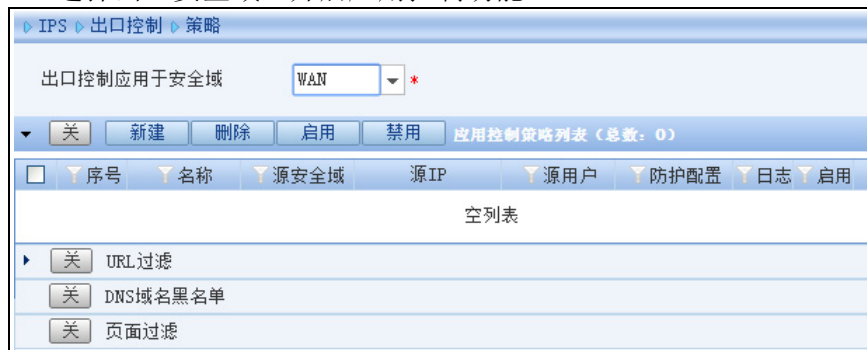 IPS 出口控制 策略
出口控制应用于安全域 WAN *
关 新建 删除 启用 禁用 应用控制策略列表（总数：0）
序号 名称 源安全域 源IP 源用户 防护配置 日志 启用
空列表
关 URL过滤
关 DNS域名黑名单
关 页面过滤